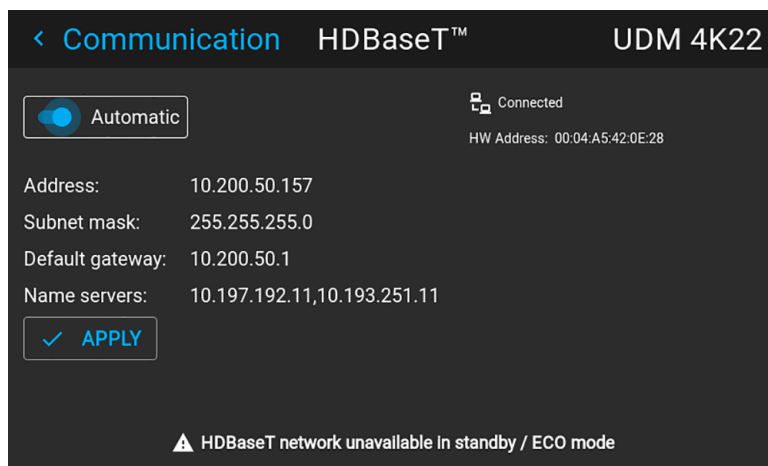 < Communication HDBaseT™ UDM 4K22
Automatic
Connected
HW Address: 00:04:A5:42:0E:28
Address: 10.200.50.157
Subnet mask: 255.255.255.0
Default gateway: 10.200.50.1
Name servers: 10.197.192.11,10.193.251.11
APPLY
HDBaseT network unavailable in standby / ECO mode